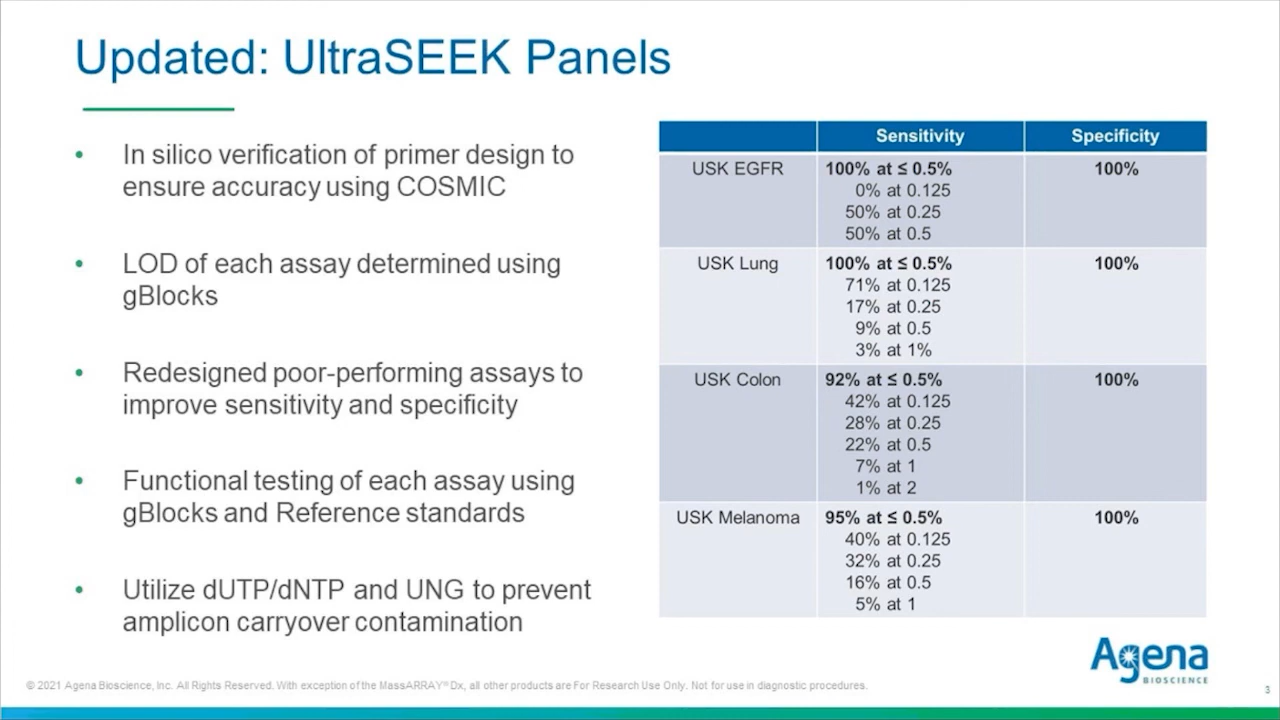 Updated: UltraSEEK Panels
• In silico verification of primer design to
ensure accuracy using COSMIC
• LOD of each assay determined using
gBlocks
• Redesigned poor-performing assays to
improve sensitivity and specificity
• Functional testing of each assay using
gBlocks and Reference standards
• Utilize dUTP/dNTP and UNG to prevent
amplicon carryover contamination
Sensitivity Specificity
USK EGFR 100% at ≤ 0.5% 100%
0% at 0.125
50% at 0.25
50% at 0.5
USK Lung 100% at ≤ 0.5% 100%
71% at 0.125
17% at 0.25
9% at 0.5
3% at 1%
USK Colon 92% at ≤ 0.5% 100%
42% at 0.125
28% at 0.25
22% at 0.5
7% at 1
1% at 2
USK Melanoma 95% at ≤ 0.5% 100%
40% at 0.125
32% at 0.25
16% at 0.5
5% at 1
Agena
BIOSCIENCE
© 2021 Agena Bioscience, Inc. All Rights Reserved. With exception of the MassARRAY® Dx, all other products are For Research Use Only. Not for use in diagnostic procedures.
3